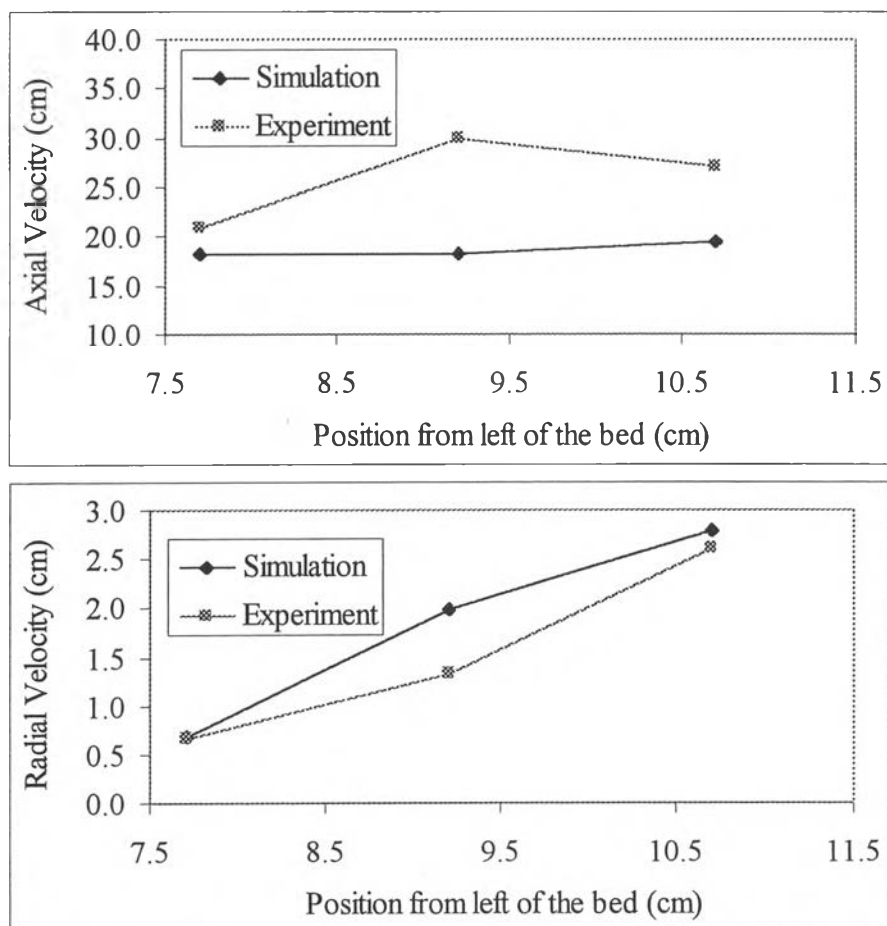 40.0
35.0
30.0
25.0
20.0
15.0
10.0
Axial Velocity (cm)
Simulation
Experiment
7.5 8.5 9.5 10.5 11.5
Position from left of the bed (cm)
3.0
2.5
2.0
1.5
1.0
0.5
0.0
Radial Velocity (cm)
Simulation
Experiment
7.5 8.5 9.5 10.5 11.5
Position from left of the bed (cm)